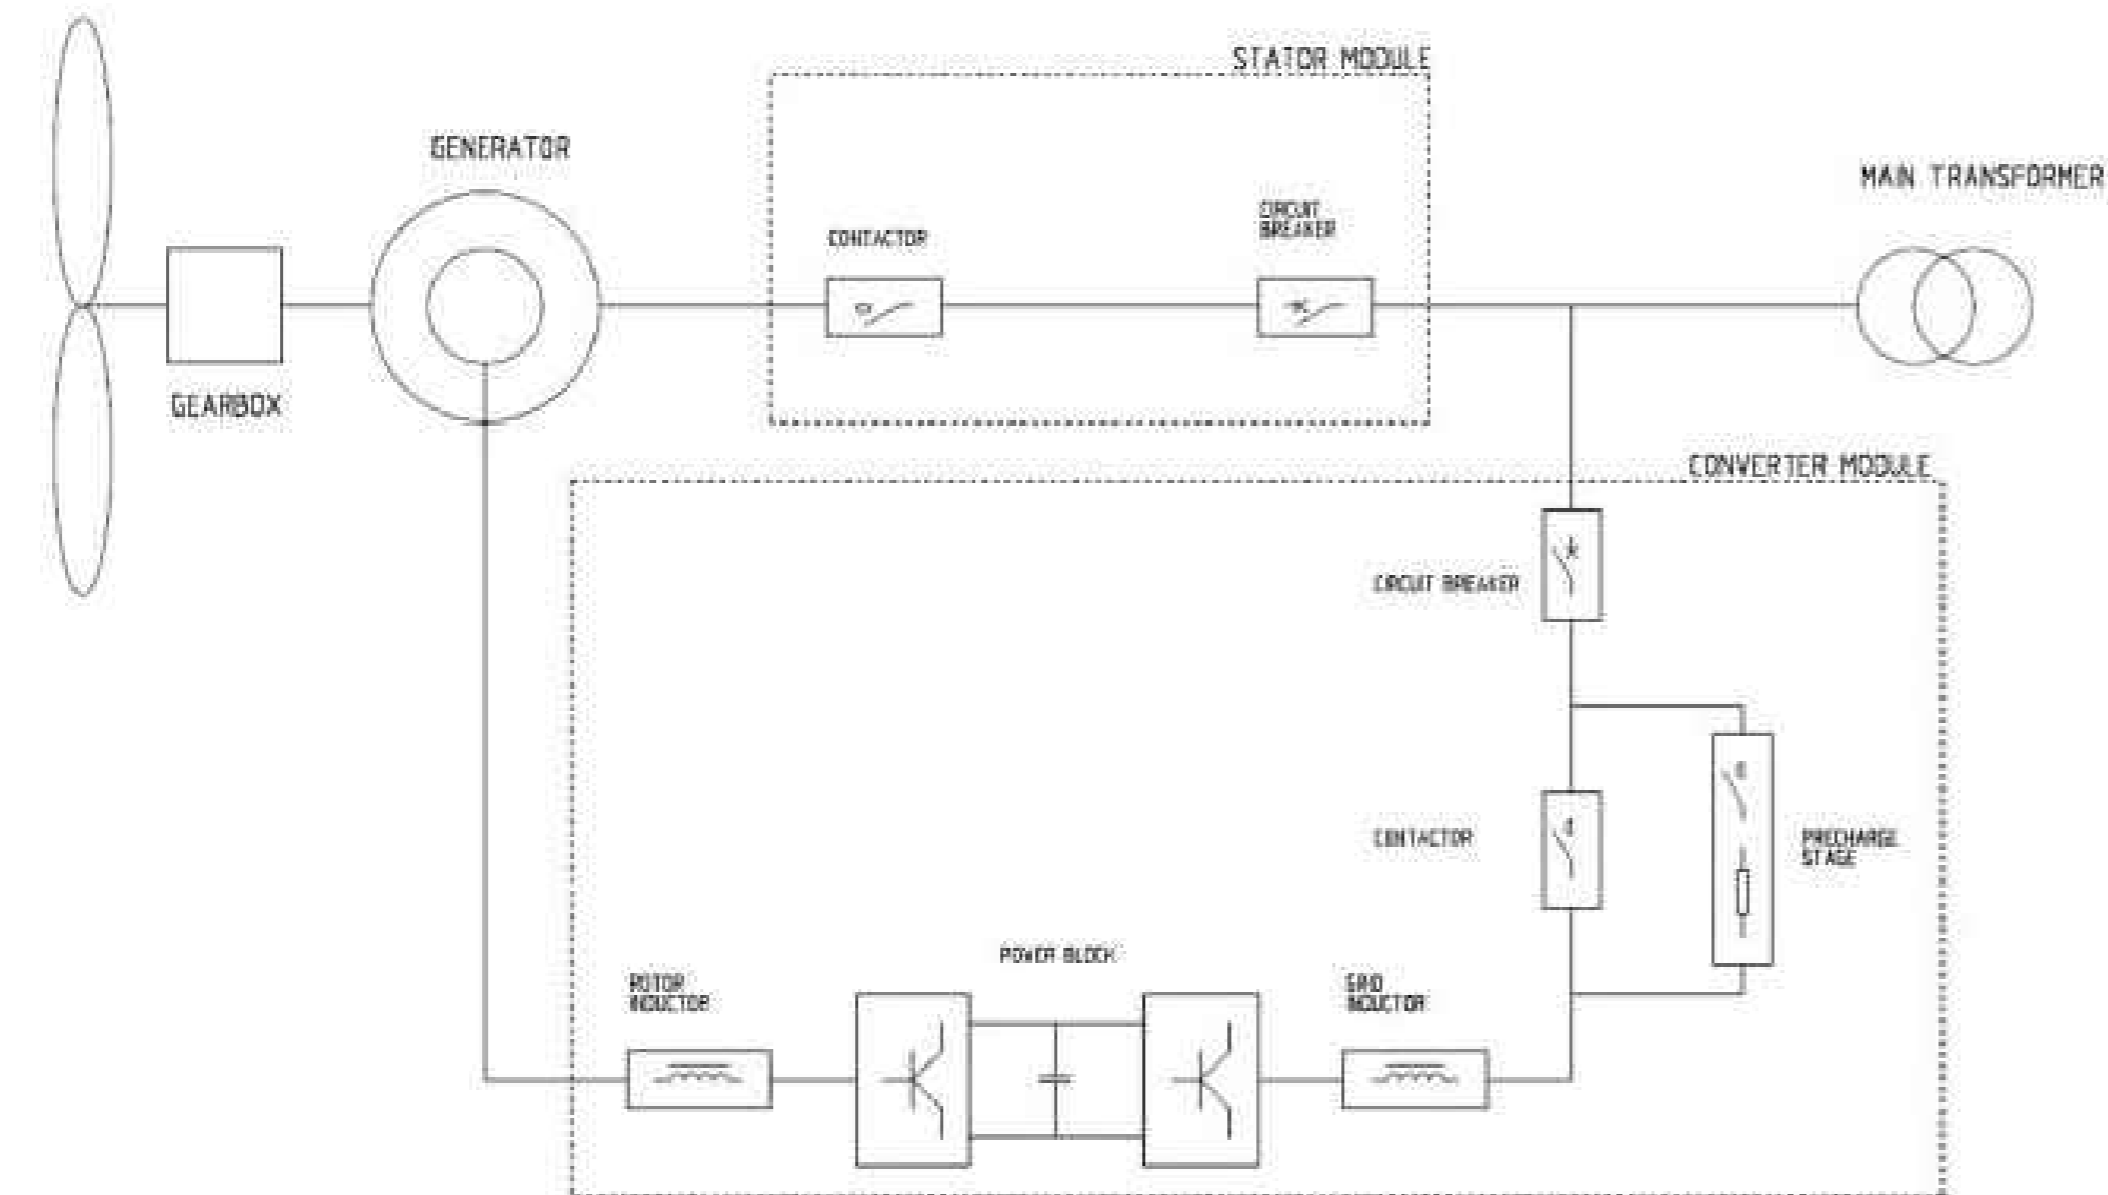 STATOR MODULE
GENERATOR
MAIN TRANSFORMER
CIRCUIT
BREAKER
CONTACTOR
GEARBOX
CONVERTER MODULE
CIRCUIT BREAKER
CONTACTOR
PRECHARGE
STAGE
POWER BLOCK
ROTOR
INDUCTOR
GRID
INDUCTOR